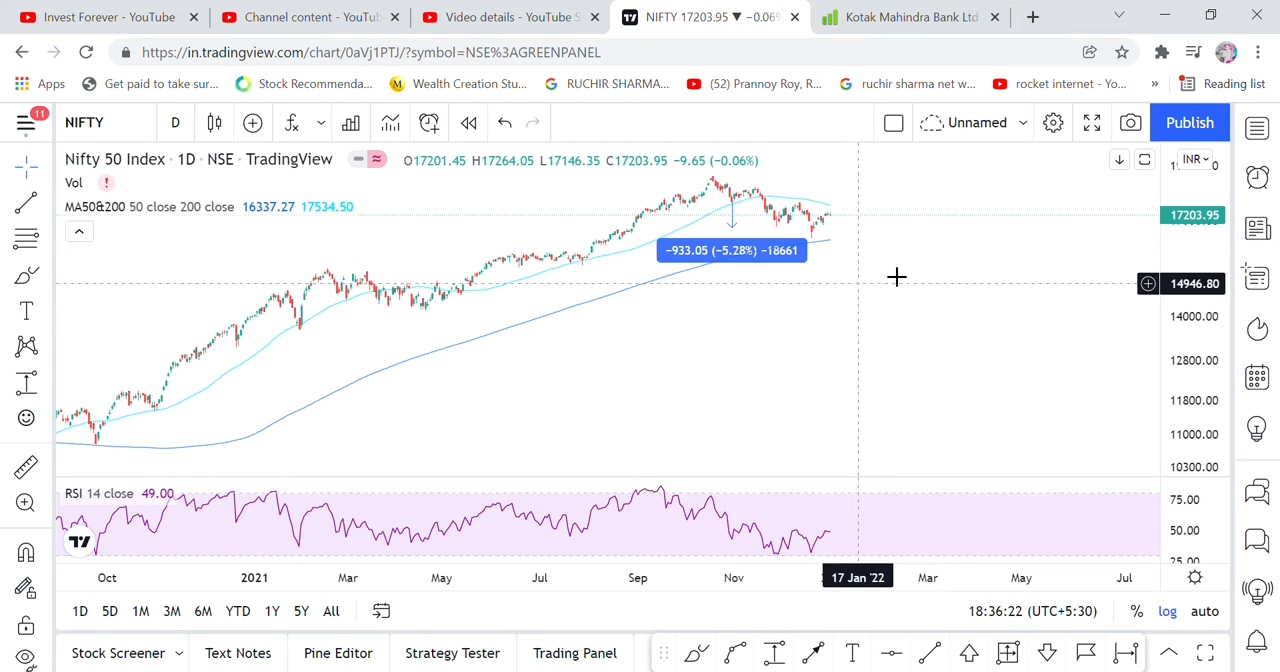 Invest Forever - YouTube
Channel content - YouTu
Video details - YouTube S
NIFTY 17203.95 ▼ −0.06
Kotak Mahindra Bank Ltd
https://in.tradingview.com/chart/0aVj1PTJ/?symbol=NSE%3AGREENPANEL
Apps
Get paid to take sur...
Stock Recommenda...
Wealth Creation Stu...
RUCHIR SHARMA...
(52) Prannoy Roy, R...
ruchir sharma net w...
rocket internet - Yo...
»
Reading list
11
NIFTY
D
Unnamed
Publish
Nifty 50 Index · 1D · NSE · TradingView
O17201.45 H17264.05 L17146.35 C17203.95 −9.65 (−0.06%)
INR
Vol
!
MA50&200 50 close 200 close 16337.27 17534.50
17203.95
−933.05 (−5.28%) −18661
14946.80
14000.00
12800.00
11800.00
11000.00
10300.00
RSI 14 close 49.00
75.00
50.00
25.00
Oct
2021
Mar
May
Jul
Sep
Nov
17 Jan '22
Mar
May
Jul
1D
5D
1M
3M
6M
YTD
1Y
5Y
All
18:36:22 (UTC+5:30)
%
log
auto
Stock Screener
Text Notes
Pine Editor
Strategy Tester
Trading Panel